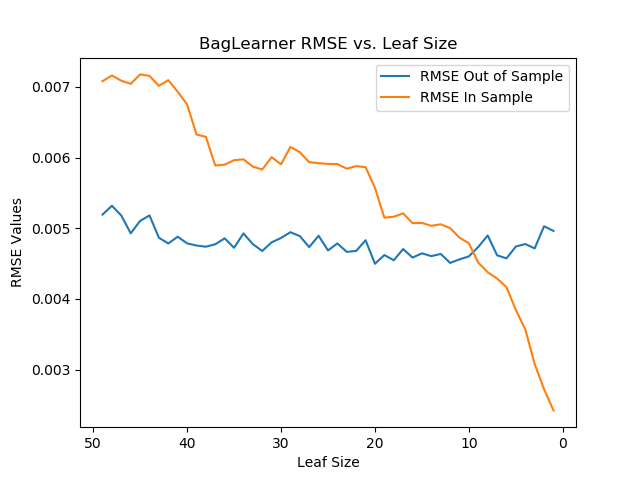 BagLearner RMSE vs. Leaf Size
RMSE Out of Sample
RMSE In Sample
0.007
0.006
0.005
0.004
0.003
RMSE Values
50 40 30 20 10 0
Leaf Size